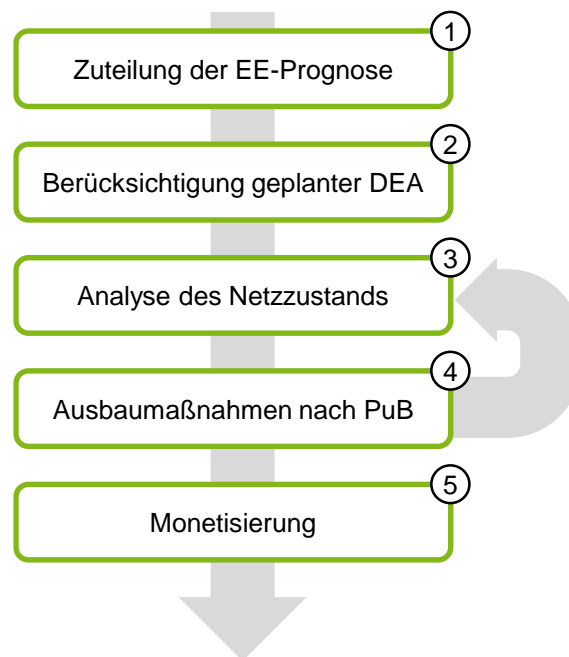 1
Zuteilung der EE-Prognose
2
Berücksichtigung geplanter DEA
3
Analyse des Netzzustands
4
Ausbaumaßnahmen nach PuB
5
Monetisierung